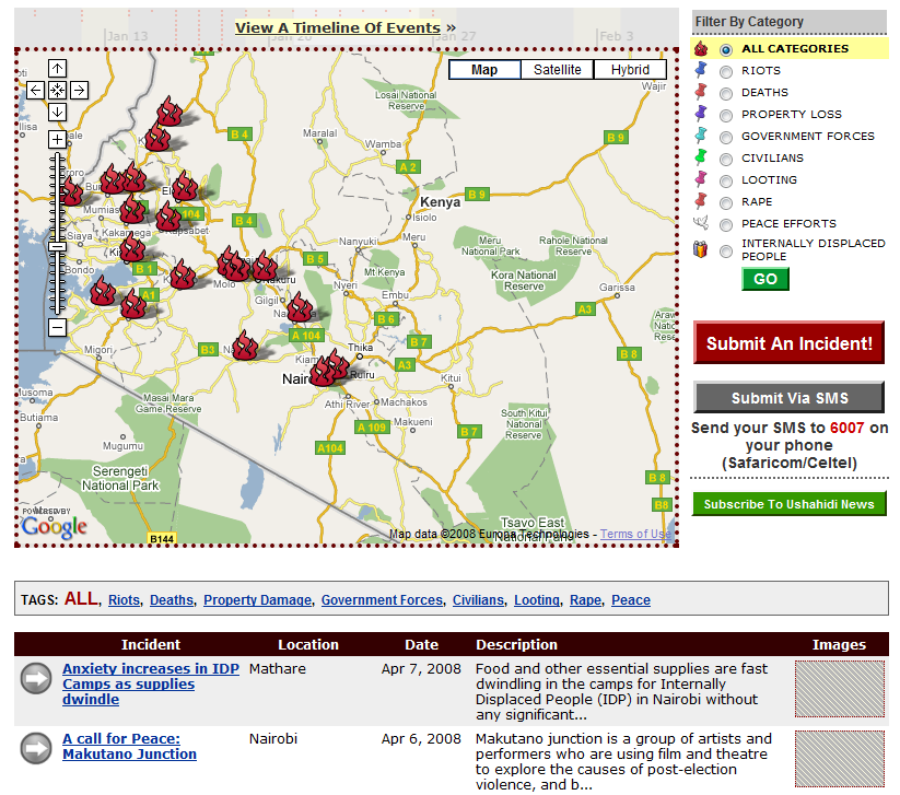 View A Timeline Of Events »
Jan 13
Jan 20
Jan 27
Feb 3
Map
Satellite
Hybrid
Wajir
Losai National
Reserve
B 4
Maralal
B 9
Wamba
A 2
Kenya
B 9
Isiolo
Mumias
104
B 4
Siaya
Kakamega
Kapsabet
Nanyuki
Meru
Meru
National Park
Rahole National
Reserve
Bondo
B 1
B 5
Mt Kenya
Kora National
Reserve
Molo
Nyeri
Garissa
A1
Gilgil
Embu
B 6
A3
A 104
B 7
Migori
B3
Thika
A3
B 8
Ruiru
Kitui
Musoma
Masai Mara
Game Reserve
Athi River
Machakos
South Kitui
National
Reserve
Butiama
A 109
Makueni
B 7
Mugumu
A104
Serengeti
National Park
B 8
POWERED BY
Google
Tsavo East
National Park
B8
B144
Map data ©2008 Europa Technologies - Terms of Use
Filter By Category
ALL CATEGORIES
RIOTS
DEATHS
PROPERTY LOSS
GOVERNMENT FORCES
CIVILIANS
LOOTING
RAPE
PEACE EFFORTS
INTERNALLY DISPLACED
PEOPLE
GO
Submit An Incident!
Submit Via SMS
Send your SMS to 6007 on
your phone
(Safaricom/Celtel)
Subscribe To Ushahidi News
TAGS: ALL, Riots, Deaths, Property Damage, Government Forces, Civilians, Looting, Rape, Peace
Incident Location Date Description Images
Anxiety increases in IDP
Camps as supplies
dwindle
Mathare
Apr 7, 2008
Food and other essential supplies are fast
dwindling in the camps for Internally
Displaced People (IDP) in Nairobi without
any significant...
A call for Peace:
Makutano Junction
Nairobi
Apr 6, 2008
Makutano junction is a group of artists and
performers who are using film and theatre
to explore the causes of post-election
violence, and b...